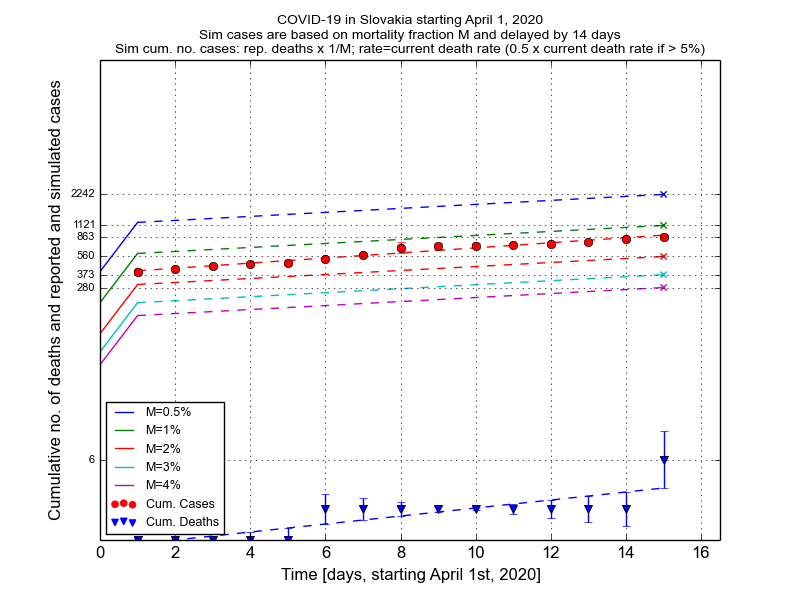 COVID-19 in Slovakia starting April 1, 2020
Sim cases are based on mortality fraction M and delayed by 14 days
Sim cum. no. cases: rep. deaths x 1/M; rate=current death rate (0.5 x current death rate if > 5%)
Cumulative no. of deaths and reported and simulated cases
2242
1121
863
560
373
280
6
M=0.5%
M=1%
M=2%
M=3%
M=4%
Cum. Cases
Cum. Deaths
0 2 4 6 8 10 12 14 16
Time [days, starting April 1st, 2020]